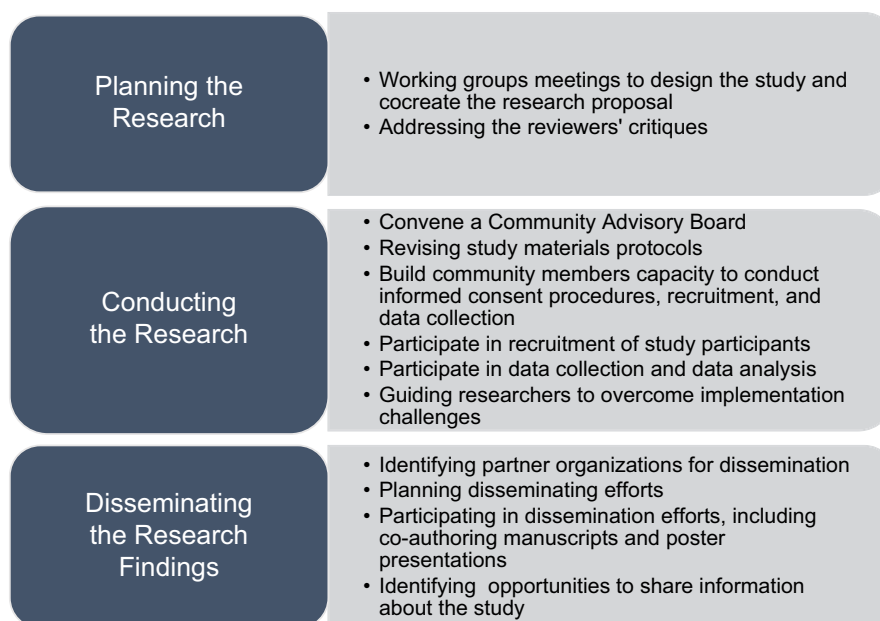 Planning the
Research
• Working groups meetings to design the study and
cocreate the research proposal
• Addressing the reviewers' critiques
Conducting
the Research
• Convene a Community Advisory Board
• Revising study materials protocols
• Build community members capacity to conduct
informed consent procedures, recruitment, and
data collection
• Participate in recruitment of study participants
• Participate in data collection and data analysis
• Guiding researchers to overcome implementation
challenges
Disseminating
the Research
Findings
• Identifying partner organizations for dissemination
• Planning disseminating efforts
• Participating in dissemination efforts, including
co-authoring manuscripts and poster
presentations
• Identifying opportunities to share information
about the study